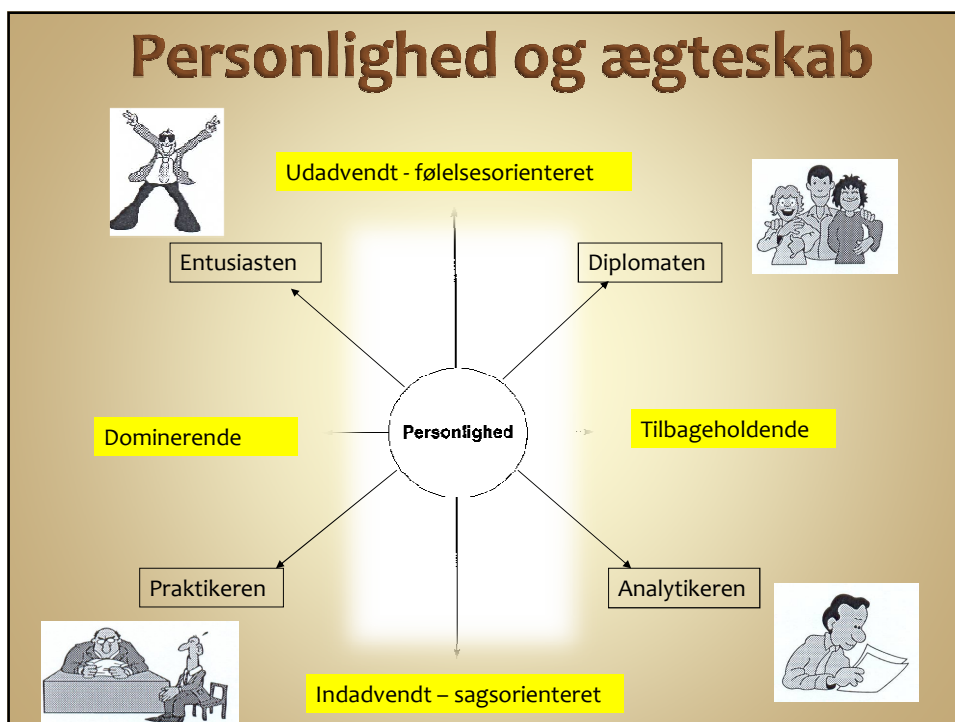 Personlighed og ægteskab
Udadvendt - følelsesorienteret
Entusiasten
Diplomaten
Dominerende
Personlighed
Tilbageholdende
Praktikeren
Analytikeren
Indadvendt – sagsorienteret